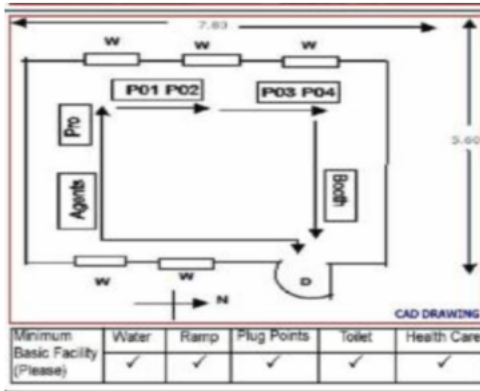 7.83
W W W
P01 P02 P03 P04
5.60
Pro
Agents
Booth
W W
D
N
CAD DRAWING
Minimum Basic Facility (Please) Water Ramp Plug Points Toilet Health Care
✓ ✓ ✓ ✓ ✓